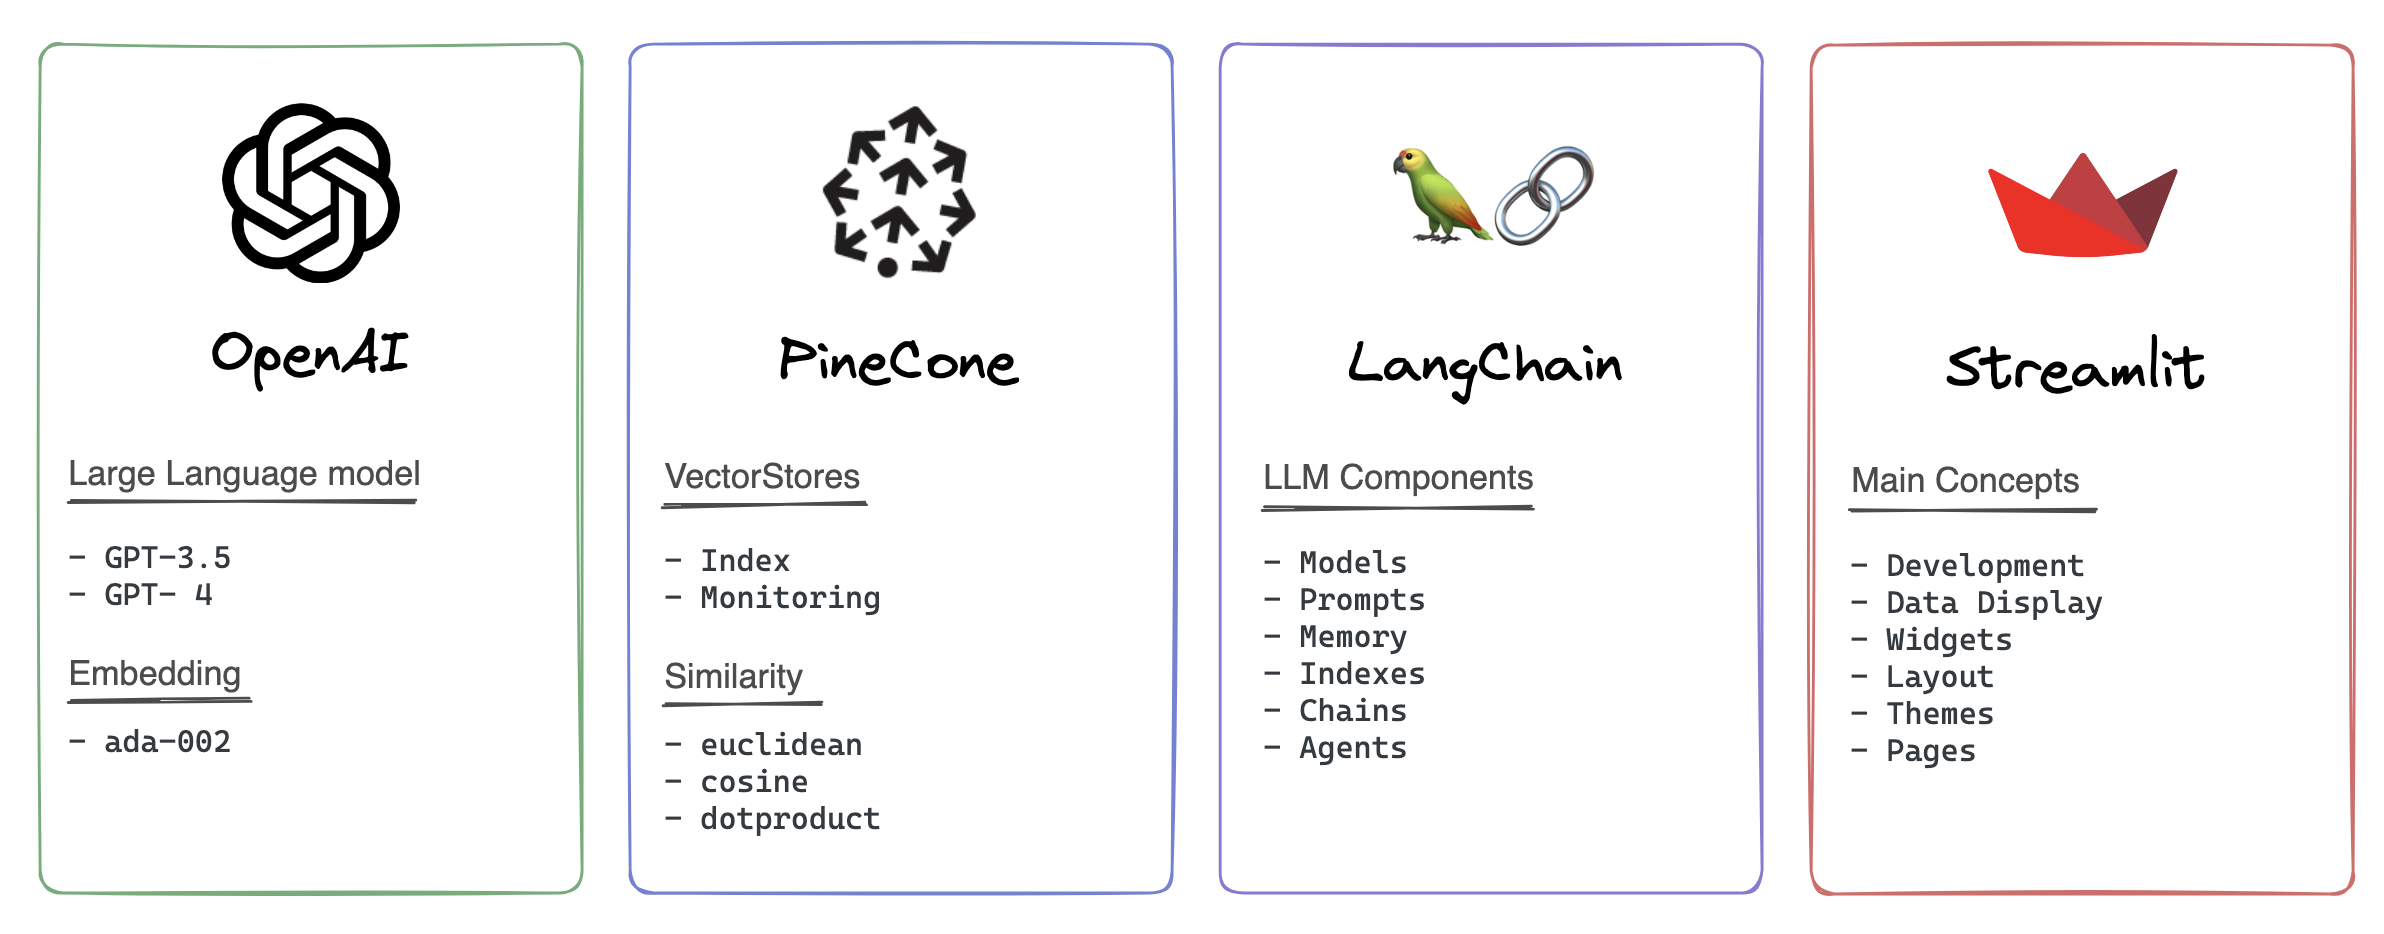 OpenAI
Large Language model
- GPT-3.5
- GPT- 4
Embedding
- ada-002
PineCone
VectorStores
- Index
- Monitoring
Similarity
- euclidean
- cosine
- dotproduct
LangChain
LLM Components
- Models
- Prompts
- Memory
- Indexes
- Chains
- Agents
Streamlit
Main Concepts
- Development
- Data Display
- Widgets
- Layout
- Themes
- Pages